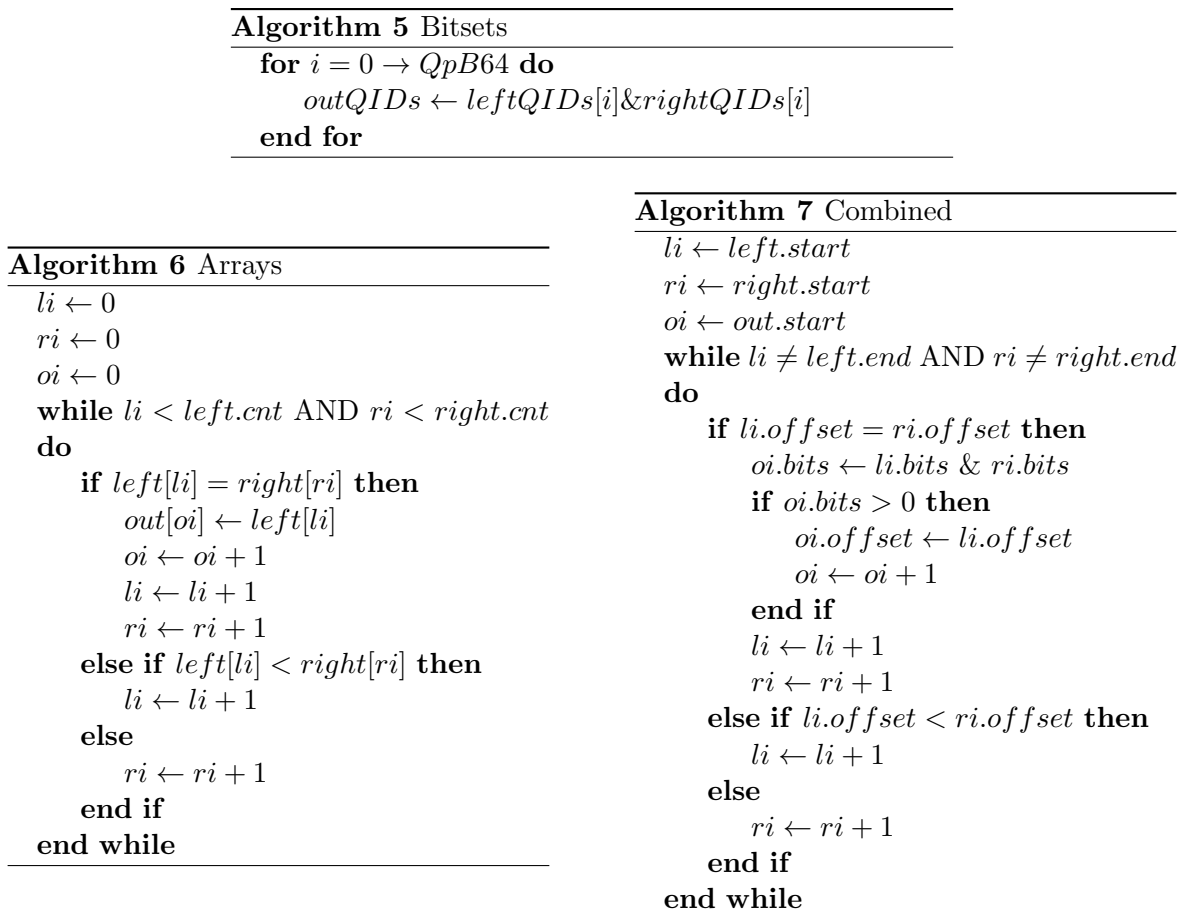 Algorithm 5 Bitsets
for i = 0 → QpB64 do
outQIDs ← leftQIDs[i]&rightQIDs[i]
end for
Algorithm 6 Arrays
li ← 0
ri ← 0
oi ← 0
while li < left.cnt AND ri < right.cnt
do
if left[li] = right[ri] then
out[oi] ← left[li]
oi ← oi + 1
li ← li + 1
ri ← ri + 1
else if left[li] < right[ri] then
li ← li + 1
else
ri ← ri + 1
end if
end while
Algorithm 7 Combined
li ← left.start
ri ← right.start
oi ← out.start
while li ≠ left.end AND ri ≠ right.end
do
if li.offset = ri.offset then
oi.bits ← li.bits & ri.bits
if oi.bits > 0 then
oi.offset ← li.offset
oi ← oi + 1
end if
li ← li + 1
ri ← ri + 1
else if li.offset < ri.offset then
li ← li + 1
else
ri ← ri + 1
end if
end while